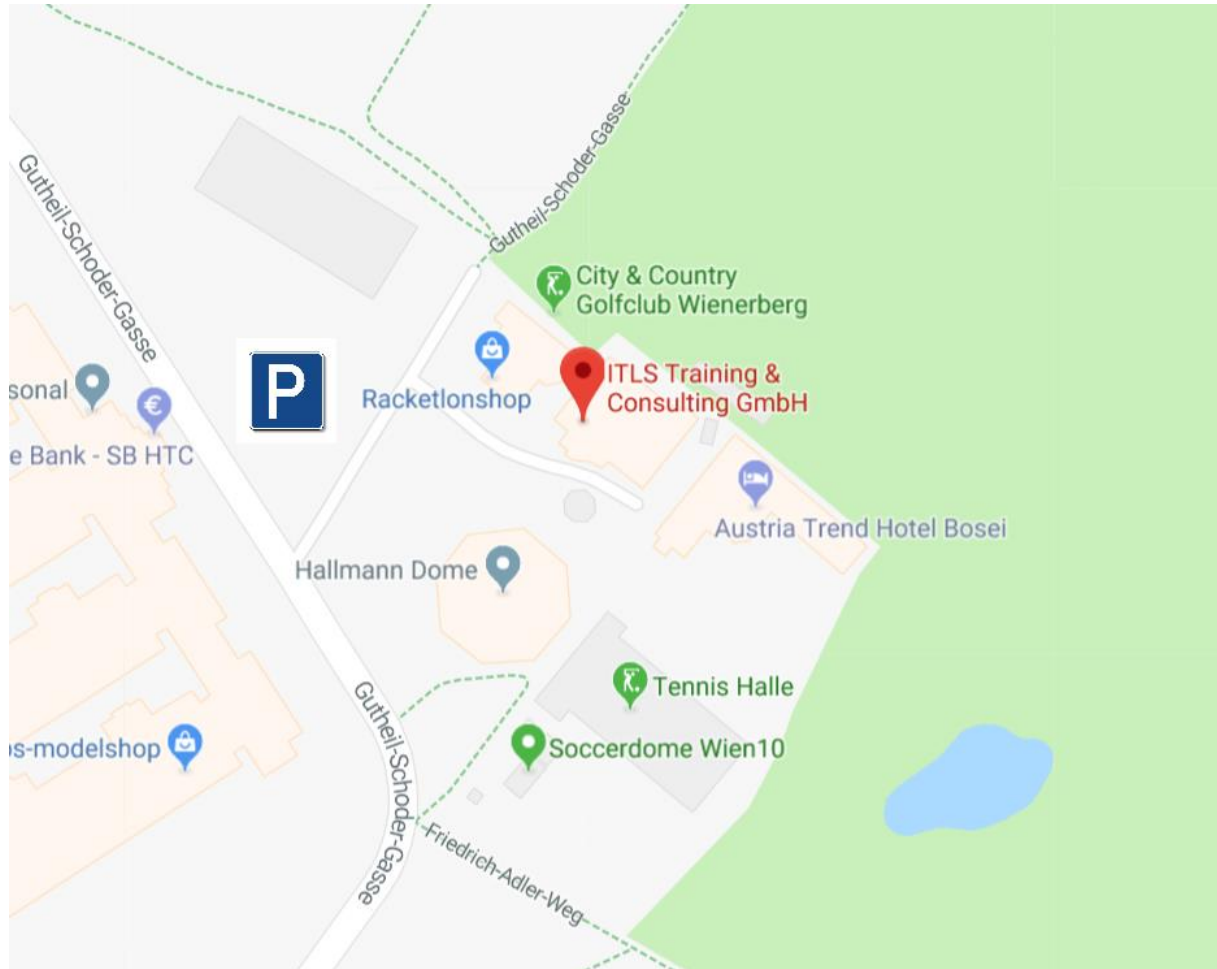 Gutheil-Schoder-Gasse
Gutheil-Schoder-Gasse
City & Country
Golfclub Wienerberg
P
sonal
€
Racketlonshop
ITLS Training &
Consulting GmbH
e Bank - SB HTC
Austria Trend Hotel Bosei
Hallmann Dome
Tennis Halle
Gutheil-Schoder-Gasse
os-modelshop
Soccerdome Wien10
Friedrich-Adler-Weg